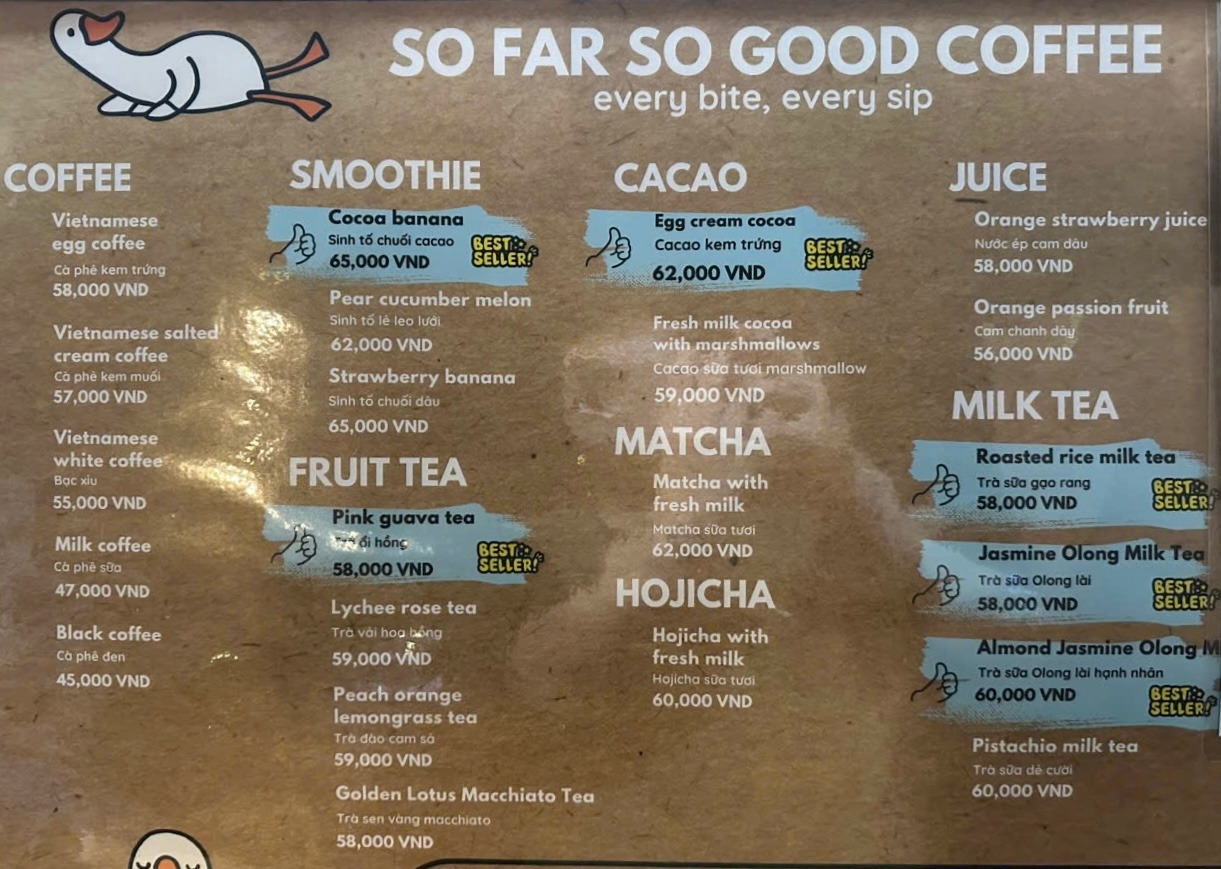 SO FAR SO GOOD COFFEE
every bite, every sip
COFFEE
Vietnamese
egg coffee
Cà phê kem trứng
58,000 VND
Vietnamese salted
cream coffee
Cà phê kem muối
57,000 VND
Vietnamese
white coffee
Bạc xỉu
55,000 VND
Milk coffee
Cà phê sữa
47,000 VND
Black coffee
Cà phê đen
45,000 VND
SMOOTHIE
Cocoa banana
Sinh tố chuối cacao
65,000 VND
BEST
SELLER!
Pear cucumber melon
Sinh tố lê leo lưới
62,000 VND
Strawberry banana
Sinh tố chuối dâu
65,000 VND
FRUIT TEA
Pink guava tea
Trà ổi hồng
58,000 VND
BEST
SELLER!
Lychee rose tea
Trà vải hoa hồng
59,000 VND
Peach orange
lemongrass tea
Trà đào cam sả
59,000 VND
Golden Lotus Macchiato Tea
Trà sen vàng macchiato
58,000 VND
CACAO
Egg cream cocoa
Cacao kem trứng
62,000 VND
BEST
SELLER!
Fresh milk cocoa
with marshmallows
Cacao sữa tươi marshmallow
59,000 VND
MATCHA
Matcha with
fresh milk
Matcha sữa tươi
62,000 VND
HOJICHA
Hojicha with
fresh milk
Hojicha sữa tươi
60,000 VND
JUICE
Orange strawberry juice
Nước ép cam dâu
58,000 VND
Orange passion fruit
Cam chanh dây
56,000 VND
MILK TEA
Roasted rice milk tea
Trà sữa gạo rang
58,000 VND
BEST
SELLER!
Jasmine Olong Milk Tea
Trà sữa Olong lài
58,000 VND
BEST
SELLER!
Almond Jasmine Olong M
Trà sữa Olong lài hạnh nhân
60,000 VND
BEST
SELLER!
Pistachio milk tea
Trà sữa dẻ cười
60,000 VND